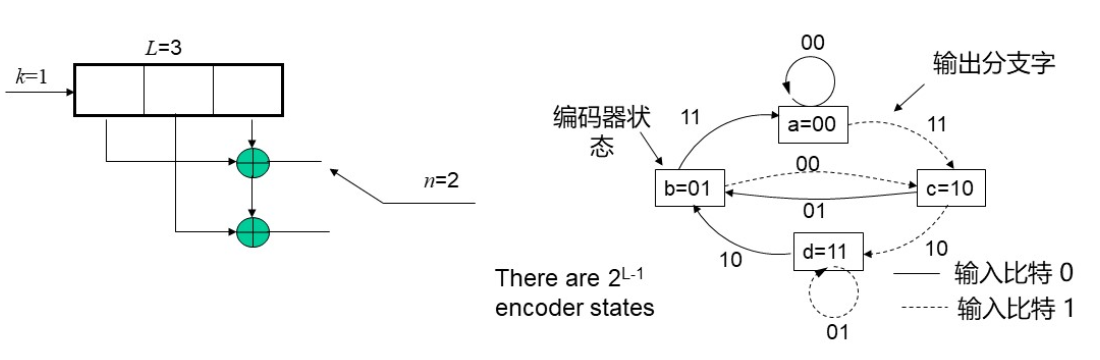 L=3
k=1
n=2
00
输出分支字
编码器状
态
11
a=00
11
00
b=01
c=10
01
d=11
10
10
There are 2^{L-1}
encoder states
输入比特 0
输入比特 1
01